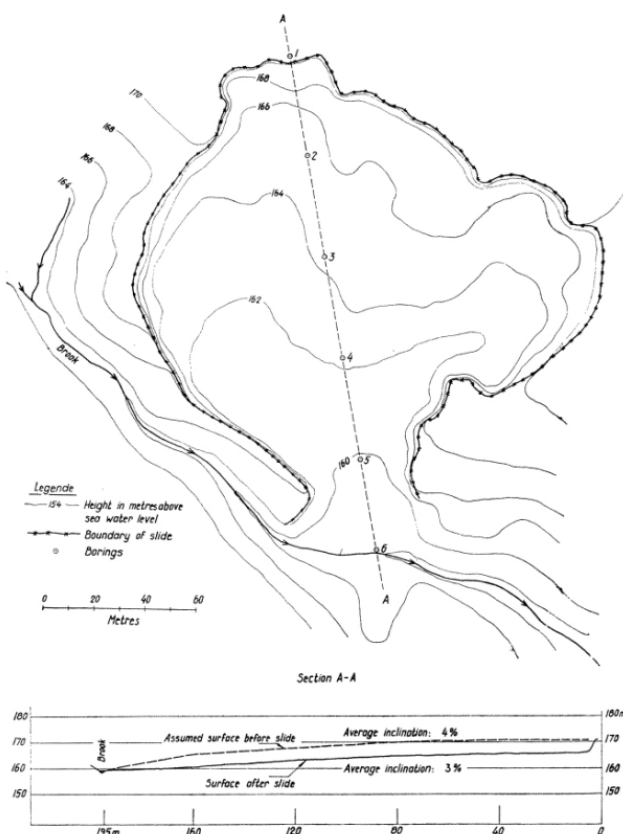 A
1
170
168
166
2
168
166
164
164
3
162
4
Brook
160
5
6
A
Legende
154 Height in metres above
sea water level
Boundary of slide
Borings
0 20 40 60
Metres
Section A-A
180 180m
Assumed surface before slide Average inclination: 4%
170 170
Brook
160 160
Surface after slide Average inclination: 3%
150 150
195m 160 120 80 40 0